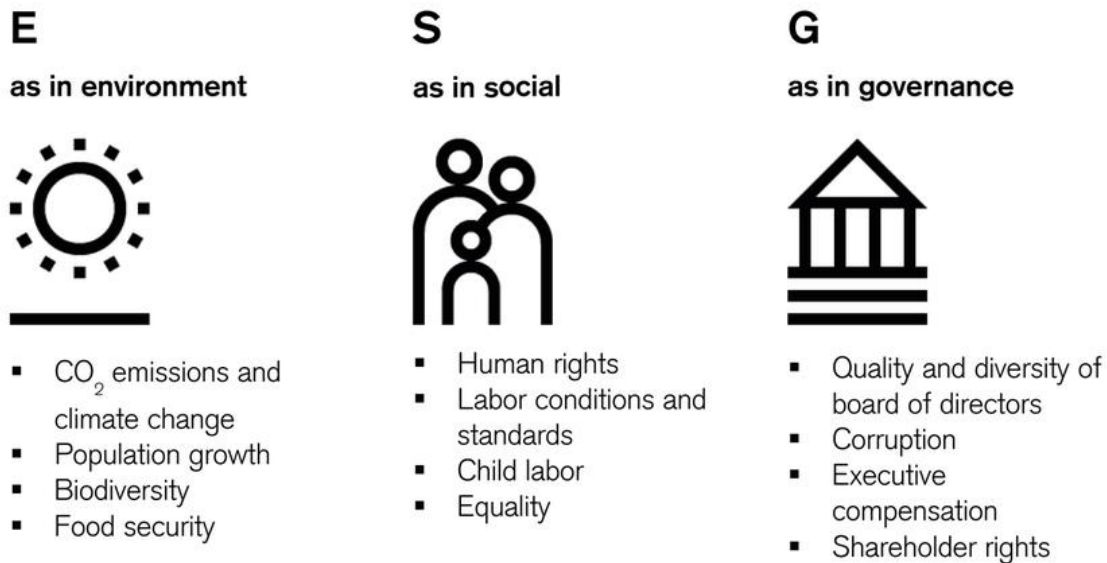 E
as in environment
▪ CO₂ emissions and
climate change
▪ Population growth
▪ Biodiversity
▪ Food security
S
as in social
▪ Human rights
▪ Labor conditions and
standards
▪ Child labor
▪ Equality
G
as in governance
▪ Quality and diversity of
board of directors
▪ Corruption
▪ Executive
compensation
▪ Shareholder rights